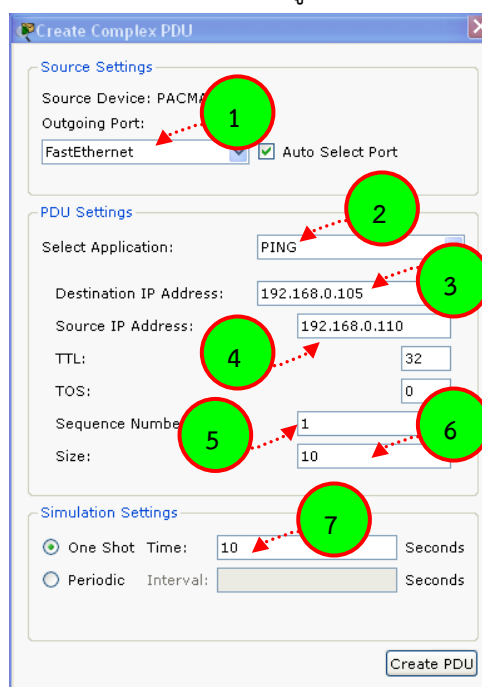 Create Complex PDU
Source Settings
Source Device:
1
Outgoing Port:
FastEthernet Auto Select Port
PDU Settings
2
Select Application: PING
3
Destination IP Address: 192.168.0.105
Source IP Address: 192.168.0.110
4
TTL: 32
TOS: 0
Sequence 1
5
6
Size: 10
Simulation Settings
7
One Shot Time: 10 Seconds
Periodic Interval: Seconds
Create PDU